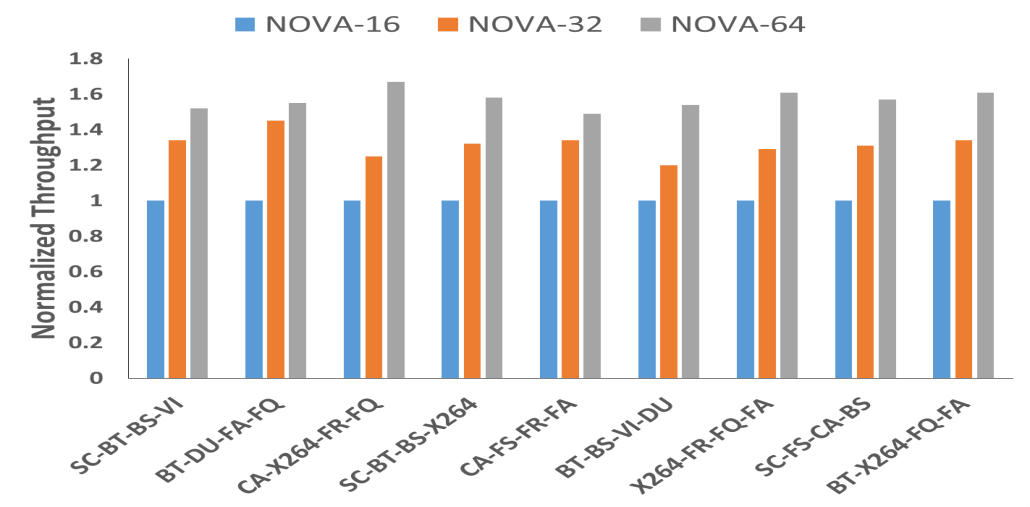 NOVA-16 NOVA-32 NOVA-64
Normalized Throughput
1.8
1.6
1.4
1.2
1
0.8
0.6
0.4
0.2
0
SC-BT-BS-VI
BT-DU-FA-FQ
CA-X264-FR-FQ
SC-BT-BS-X264
CA-FS-FR-FA
BT-BS-VI-DU
X264-FR-FQ-FA
SC-FS-CA-BS
BT-X264-FQ-FA